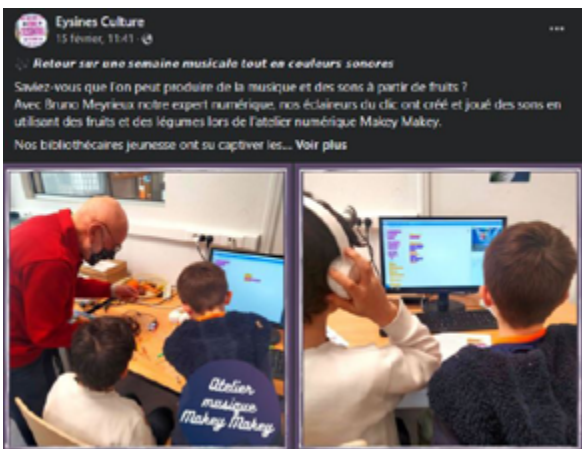 Eysines Culture
15 février, 11:41
Retour sur une semaine musicale tout en couleurs sonores
Saviez-vous que l'on peut produire de la musique et des sons à partir de fruits ?
Avec Bruno Meyrieux notre expert numérique, nos éclaireurs du clic ont créé et joué des sons en
utilisant des fruits et des légumes lors de l'atelier numérique Makey Makey.
Nos bibliothécaires jeunesse ont su captiver les... Voir plus
Atelier
musique
Makey Makey